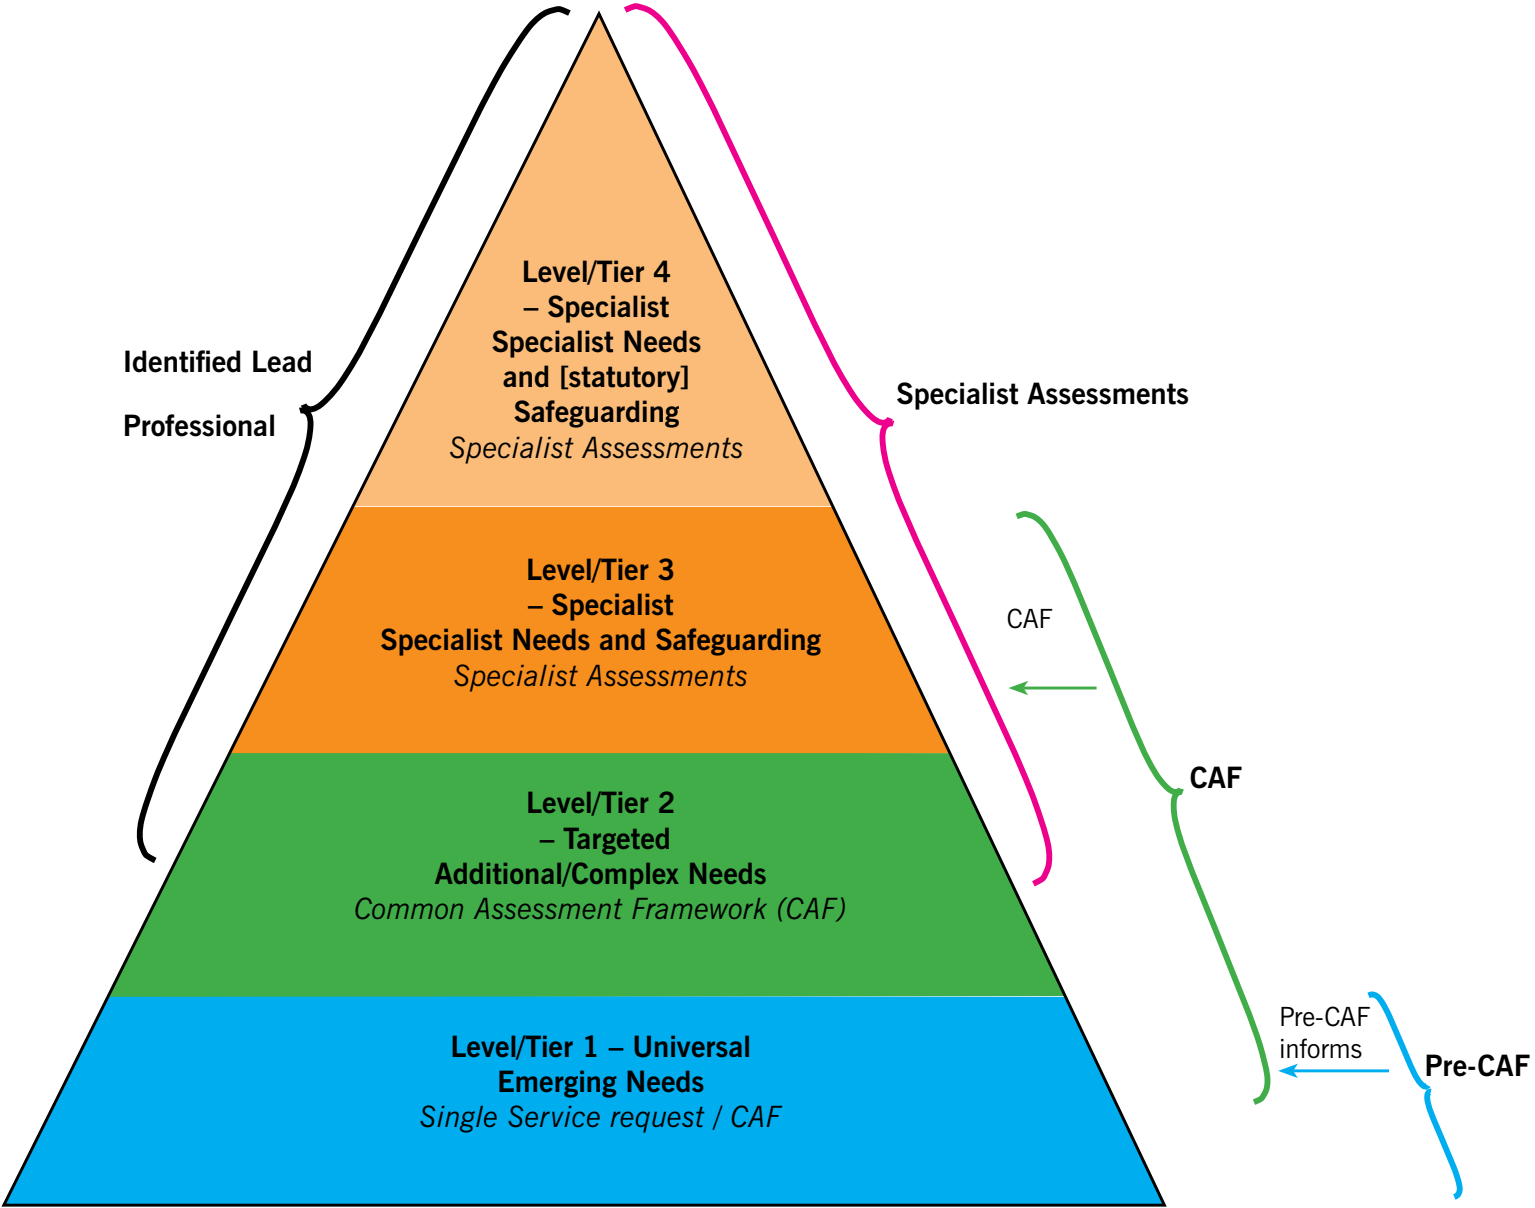 Level/Tier 4
– Specialist
Specialist Needs
and [statutory]
Safeguarding
Specialist Assessments
Identified Lead
Professional
Specialist Assessments
Level/Tier 3
– Specialist
Specialist Needs and Safeguarding
Specialist Assessments
CAF
CAF
Level/Tier 2
– Targeted
Additional/Complex Needs
Common Assessment Framework (CAF)
Level/Tier 1 – Universal
Emerging Needs
Single Service request / CAF
Pre-CAF
informs
Pre-CAF